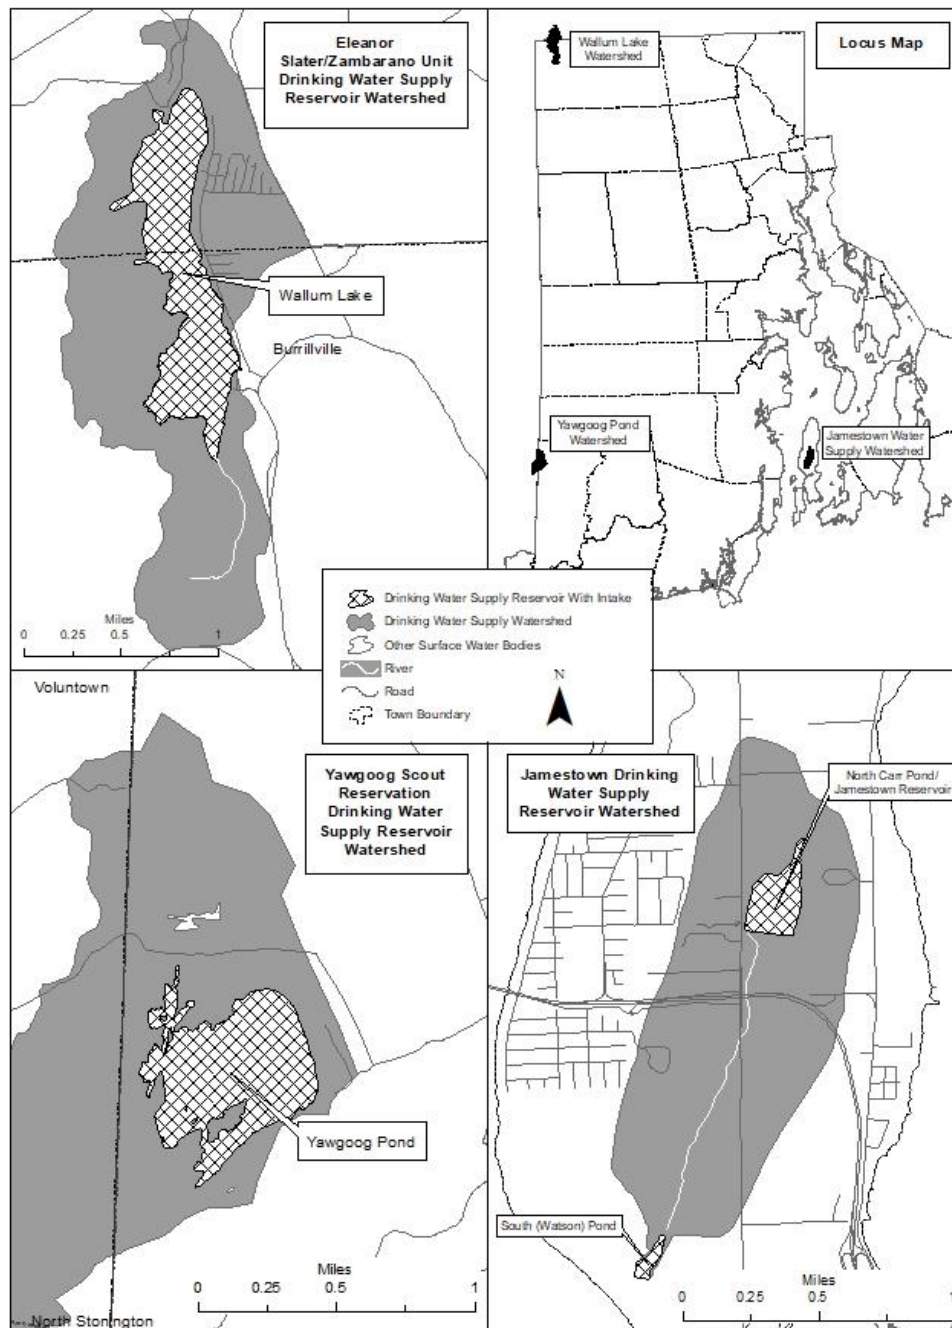 Eleanor
Slater/Zambarano Unit
Drinking Water Supply
Reservoir Watershed
Wallum Lake
Burrillville
Miles
0 0.25 0.5 1
Wallum Lake
Watershed
Locus Map
Yawgoog Pond
Watershed
Jamestown Water
Supply Watershed
Drinking Water Supply Reservoir With Intake
Drinking Water Supply Watershed
Other Surface Water Bodies
River
Road
Town Boundary
N
Voluntown
Yawgoog Scout
Reservation
Drinking Water
Supply Reservoir
Watershed
Yawgoog Pond
Miles
0 0.25 0.5 1
North Stonington
Jamestown Drinking
Water Supply
Reservoir Watershed
North Carr Pond/
Jamestown Reservoir
South (Watson) Pond
Miles
0 0.25 0.5 1